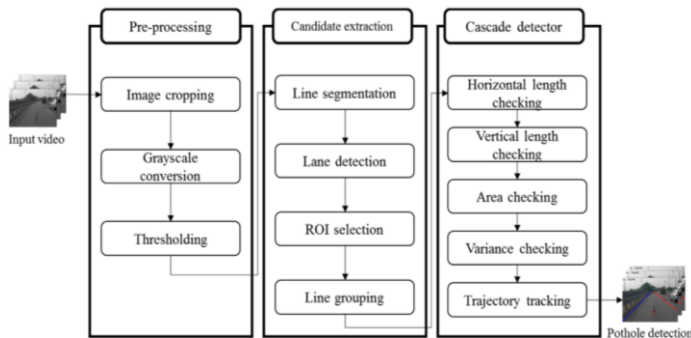 Pre-processing
Image cropping
Grayscale
conversion
Thresholding
Input video
Candidate extraction
Line segmentation
Lane detection
ROI selection
Line grouping
Cascade detector
Horizontal length
checking
Vertical length
checking
Area checking
Variance checking
Trajectory tracking
Pothole detection